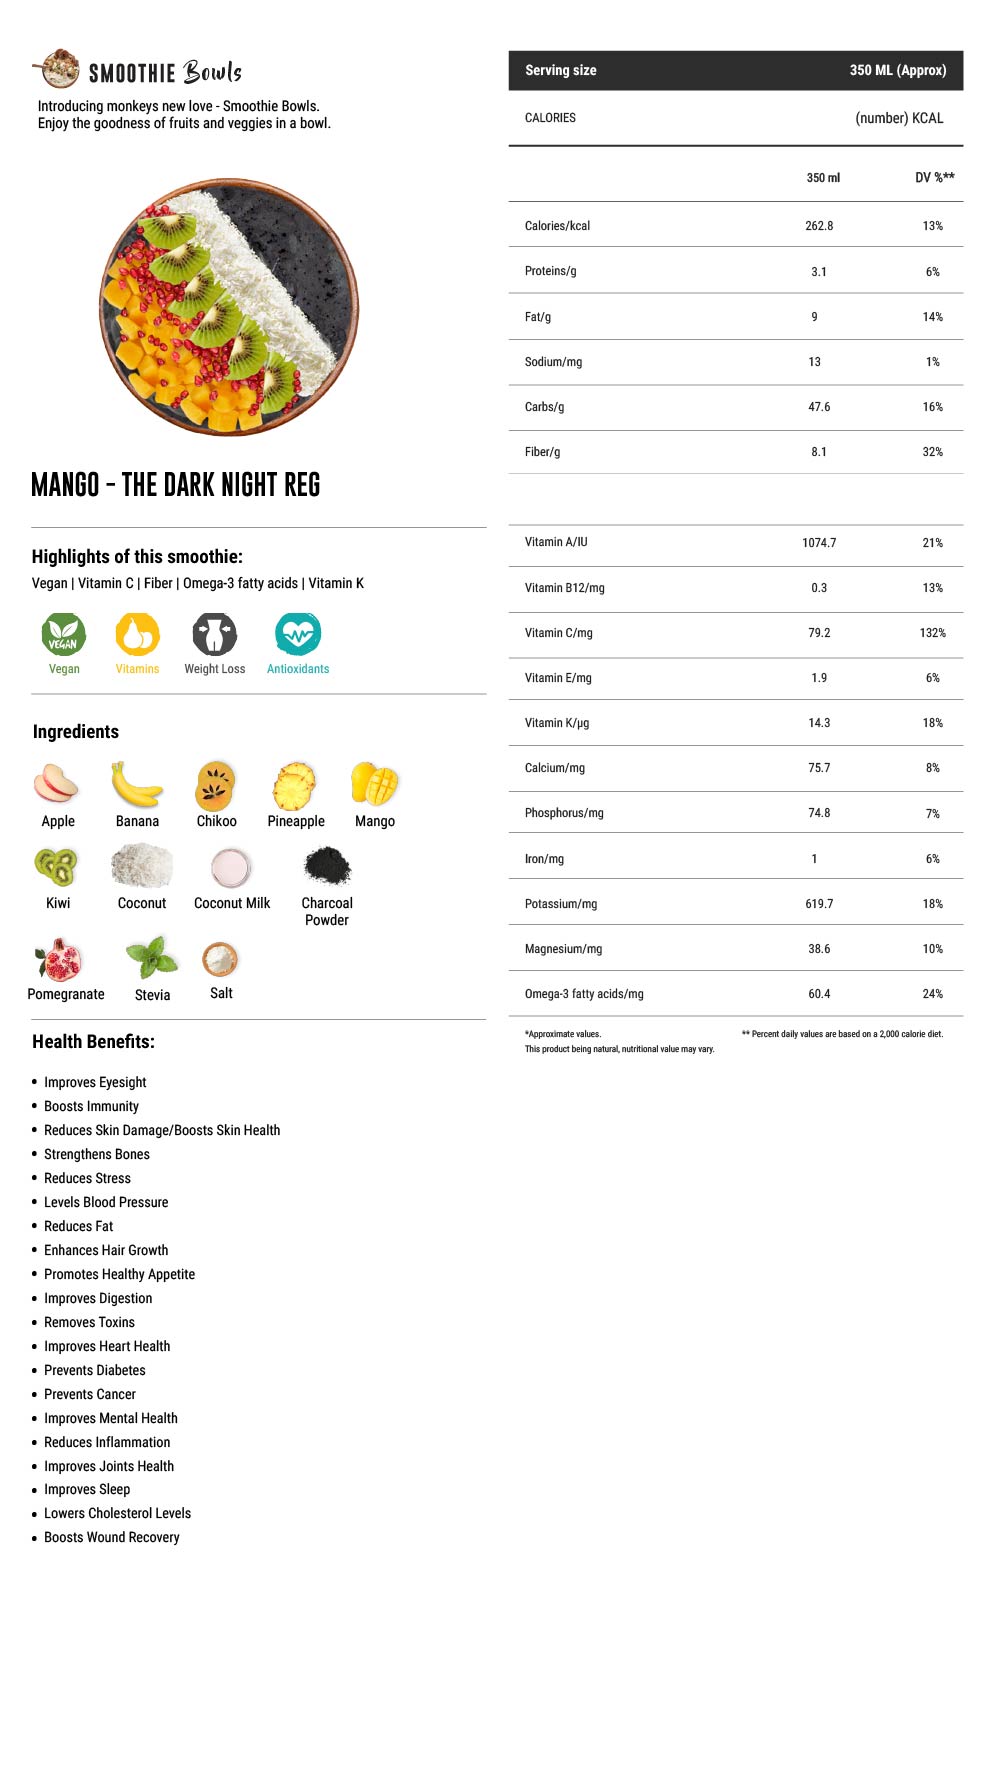 SMOOTHIE Bowls
Introducing monkeys new love - Smoothie Bowls.
Enjoy the goodness of fruits and veggies in a bowl.
MANGO - THE DARK NIGHT REG
Highlights of this smoothie:
Vegan | Vitamin C | Fiber | Omega-3 fatty acids | Vitamin K
VEGAN
Vegan Vitamins Weight Loss Antioxidants
Ingredients
Apple Banana Chikoo Pineapple Mango
Kiwi Coconut Coconut Milk Charcoal
Powder
Pomegranate Stevia Salt
Health Benefits:
• Improves Eyesight
• Boosts Immunity
• Reduces Skin Damage/Boosts Skin Health
• Strengthens Bones
• Reduces Stress
• Levels Blood Pressure
• Reduces Fat
• Enhances Hair Growth
• Promotes Healthy Appetite
• Improves Digestion
• Removes Toxins
• Improves Heart Health
• Prevents Diabetes
• Prevents Cancer
• Improves Mental Health
• Reduces Inflammation
• Improves Joints Health
• Improves Sleep
• Lowers Cholesterol Levels
• Boosts Wound Recovery
Serving size 350 ML (Approx)
CALORIES (number) KCAL
350 ml DV %**
Calories/kcal 262.8 13%
Proteins/g 3.1 6%
Fat/g 9 14%
Sodium/mg 13 1%
Carbs/g 47.6 16%
Fiber/g 8.1 32%
Vitamin A/IU 1074.7 21%
Vitamin B12/mg 0.3 13%
Vitamin C/mg 79.2 132%
Vitamin E/mg 1.9 6%
Vitamin K/µg 14.3 18%
Calcium/mg 75.7 8%
Phosphorus/mg 74.8 7%
Iron/mg 1 6%
Potassium/mg 619.7 18%
Magnesium/mg 38.6 10%
Omega-3 fatty acids/mg 60.4 24%
*Approximate values. ** Percent daily values are based on a 2,000 calorie diet.
This product being natural, nutritional value may vary.